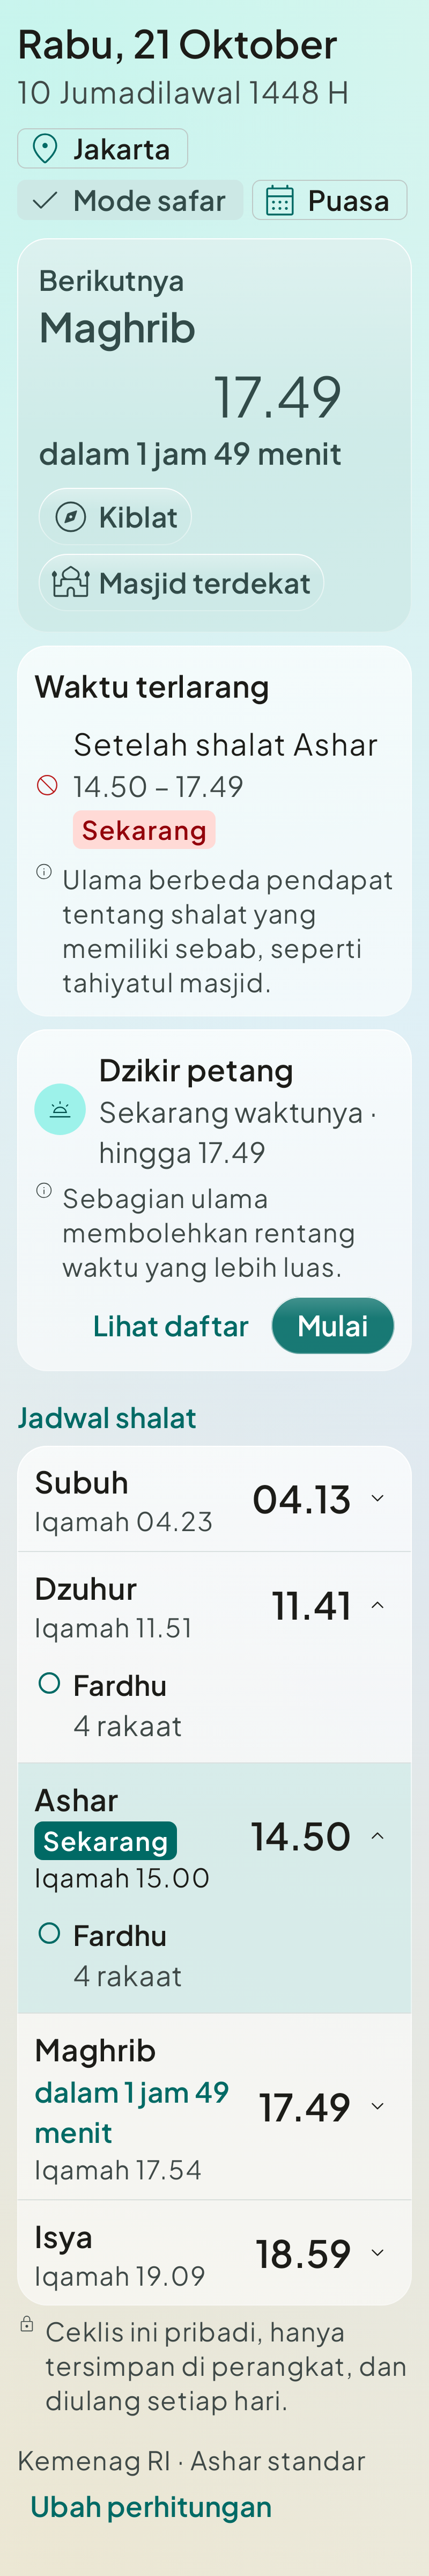 Rabu, 21 Oktober
10 Jumadilawal 1448 H
Jakarta
Mode safar
Puasa
Berikutnya
Maghrib
17.49
dalam 1 jam 49 menit
Kiblat
Masjid terdekat
Waktu terlarang
Setelah shalat Ashar
14.50 – 17.49
Sekarang
Ulama berbeda pendapat
tentang shalat yang
memiliki sebab, seperti
tahiyatul masjid.
Dzikir petang
Sekarang waktunya ·
hingga 17.49
Sebagian ulama
membolehkan rentang
waktu yang lebih luas.
Lihat daftar
Mulai
Jadwal shalat
Subuh
04.13
Iqamah 04.23
Dzuhur
11.41
Iqamah 11.51
Fardhu
4 rakaat
Ashar
Sekarang
14.50
Iqamah 15.00
Fardhu
4 rakaat
Maghrib
dalam 1 jam 49
menit
17.49
Iqamah 17.54
Isya
18.59
Iqamah 19.09
Ceklis ini pribadi, hanya
tersimpan di perangkat, dan
diulang setiap hari.
Kemenag RI · Ashar standar
Ubah perhitungan